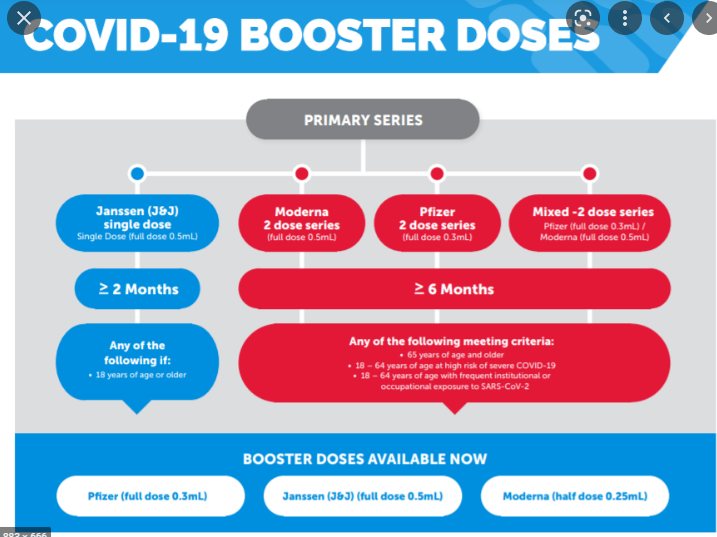 COVID-19 BOOSTER DOSES
PRIMARY SERIES
Janssen (J&J)
single dose
Single Dose (full dose 0.5mL)
Moderna
2 dose series
(full dose 0.5mL)
Pfizer
2 dose series
(full dose 0.3mL)
Mixed -2 dose series
Pfizer (full dose 0.3mL) /
Moderna (full dose 0.5mL)
≥ 2 Months
≥ 6 Months
Any of the
following if:
• 18 years of age or older
Any of the following meeting criteria:
• 65 years of age and older
• 18 – 64 years of age at high risk of severe COVID-19
• 18 – 64 years of age with frequent institutional or
occupational exposure to SARS-CoV-2
BOOSTER DOSES AVAILABLE NOW
Pfizer (full dose 0.3mL)
Janssen (J&J) (full dose 0.5mL)
Moderna (half dose 0.25mL)